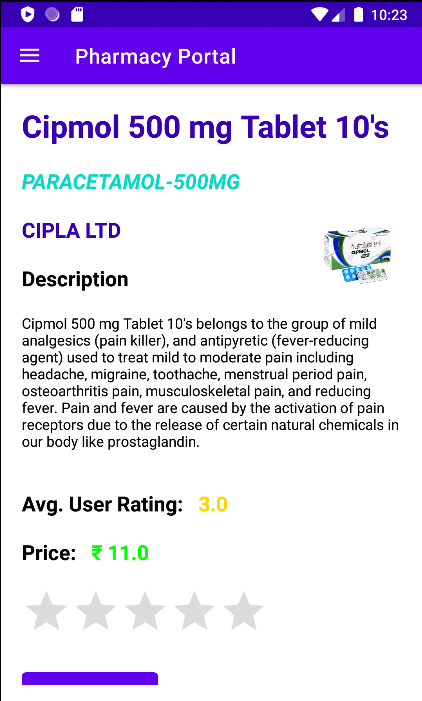 10:23
Pharmacy Portal
Cipmol 500 mg Tablet 10's
PARACETAMOL-500MG
CIPLA LTD
CIPMOL
Description
Cipmol 500 mg Tablet 10's belongs to the group of mild
analgesics (pain killer), and antipyretic (fever-reducing
agent) used to treat mild to moderate pain including
headache, migraine, toothache, menstrual period pain,
osteoarthritis pain, musculoskeletal pain, and reducing
fever. Pain and fever are caused by the activation of pain
receptors due to the release of certain natural chemicals in
our body like prostaglandin.
Avg. User Rating: 3.0
Price: ₹ 11.0